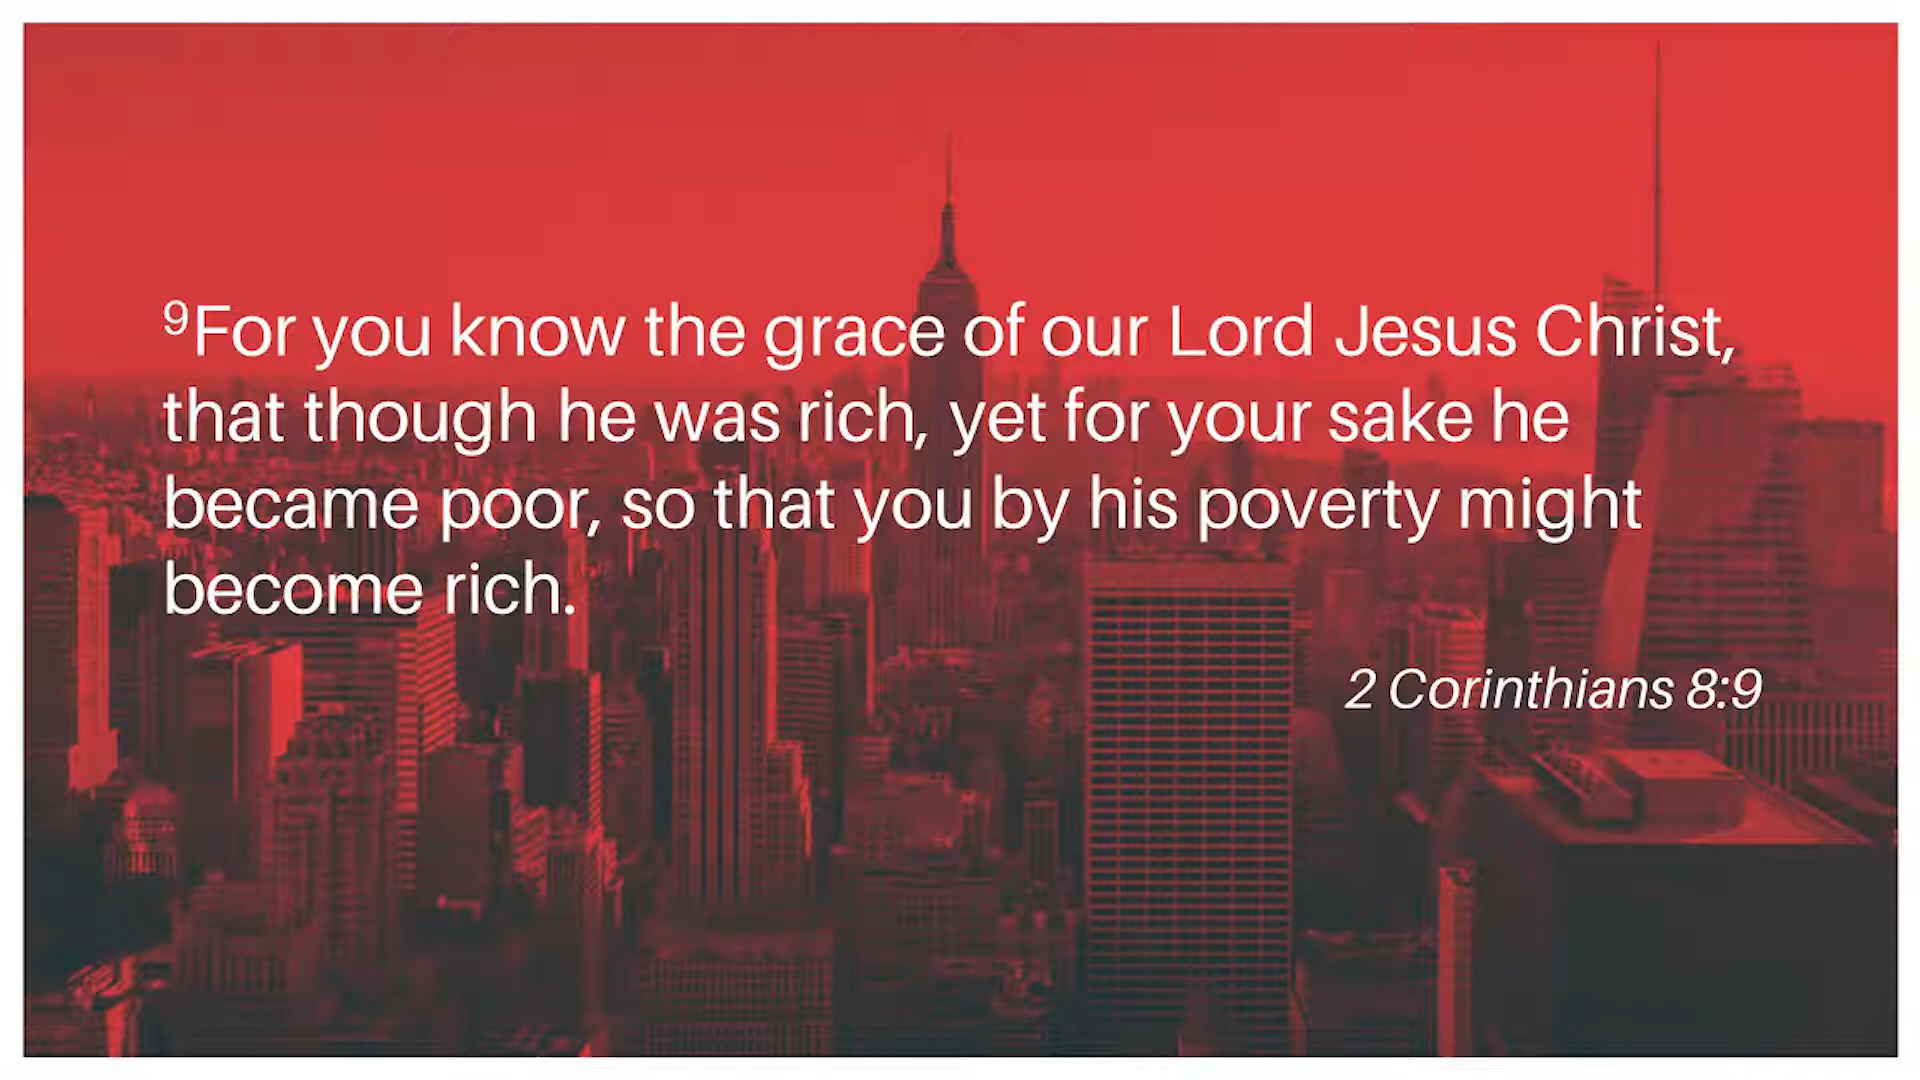 ⁹For you know the grace of our Lord Jesus Christ,
that though he was rich, yet for your sake he
became poor, so that you by his poverty might
become rich.
2 Corinthians 8:9